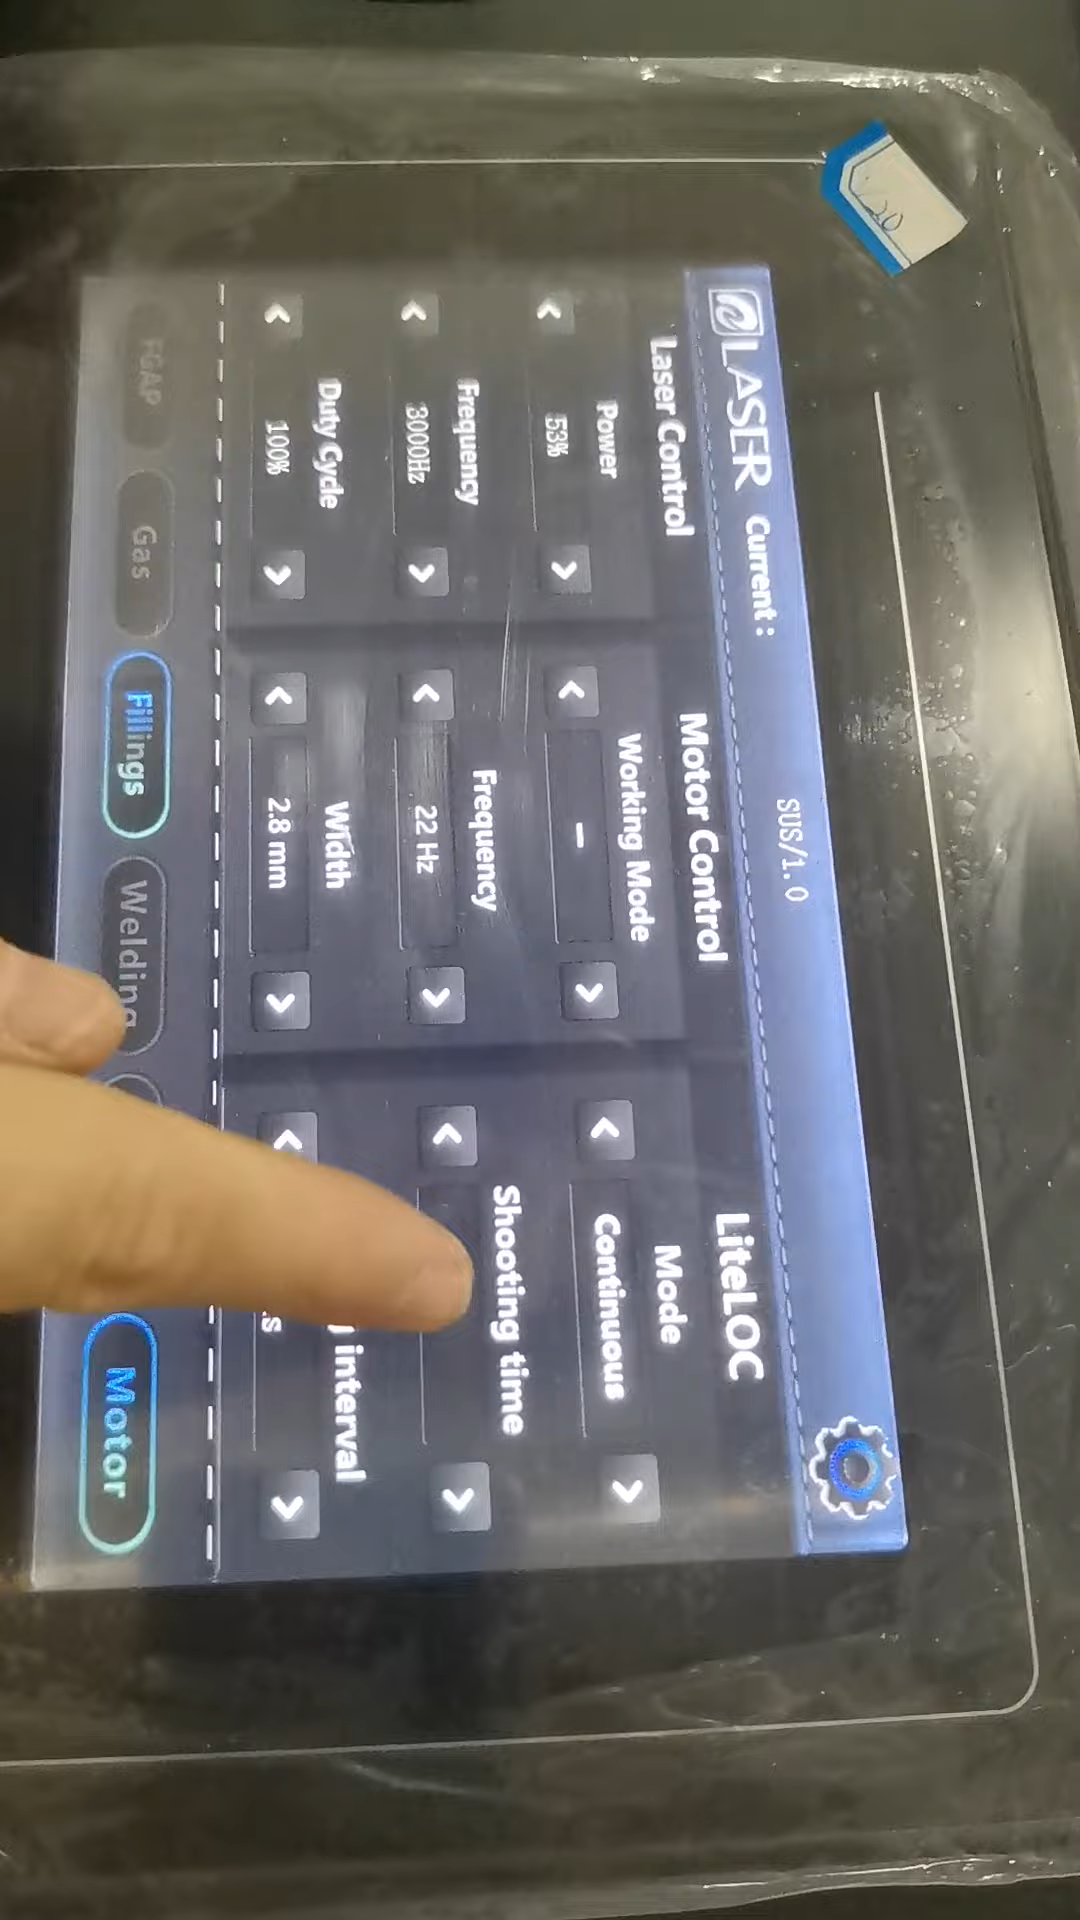 LASER Current: SUS/1.0
Laser Control Motor Control LiteLOC
Power Working Mode Mode
53% — Continuous
Frequency Frequency Shooting time
3000Hz 22 Hz
Duty Cycle Width interval
100% 2.8 mm
FGAP Gas Fillings Welding Motor